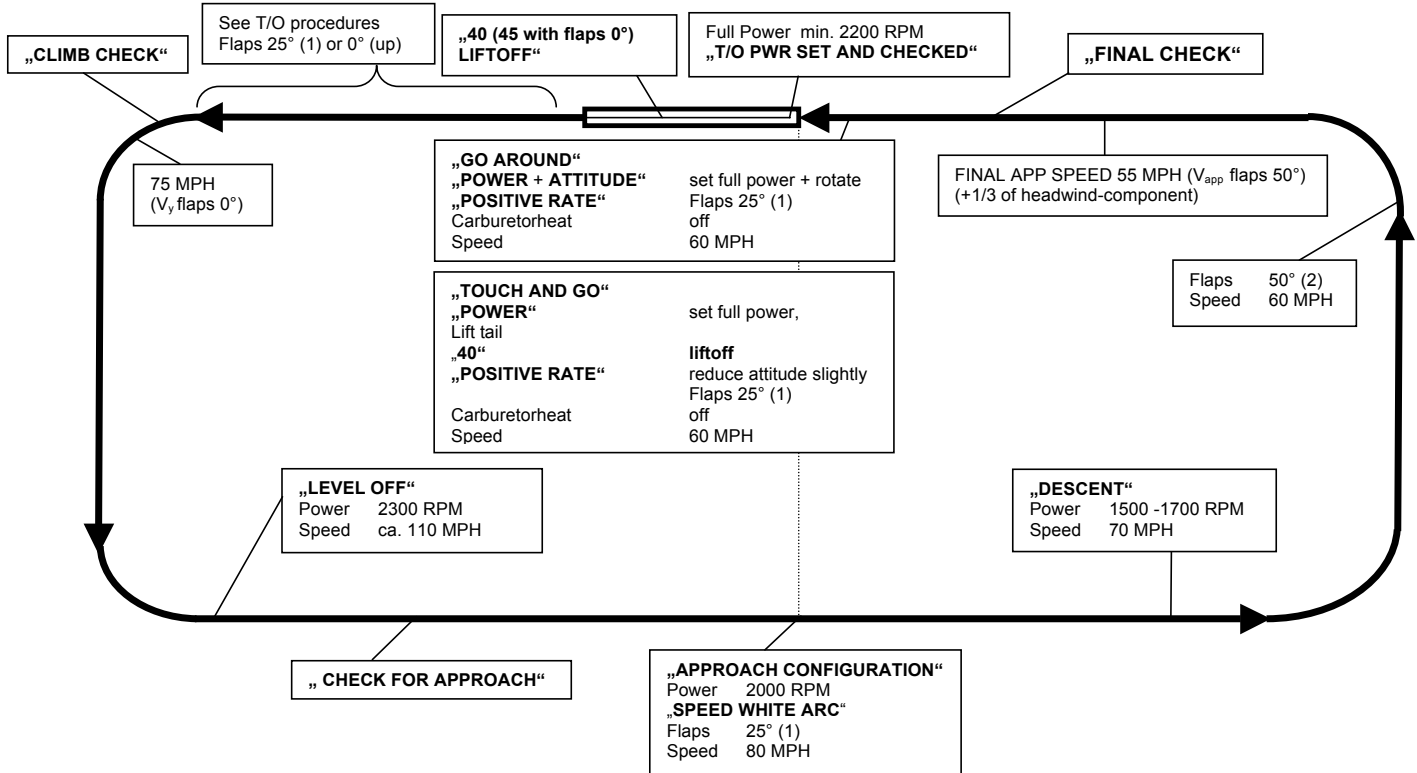 See T/O procedures
Flaps 25° (1) or 0° (up)
„CLIMB CHECK“
„40 (45 with flaps 0°)
LIFTOFF“
Full Power min. 2200 RPM
„T/O PWR SET AND CHECKED“
„FINAL CHECK“
75 MPH
(Vy flaps 0°)
„GO AROUND“
„POWER + ATTITUDE“ set full power + rotate
„POSITIVE RATE“ Flaps 25° (1)
Carburetorheat off
Speed 60 MPH
FINAL APP SPEED 55 MPH (Vapp flaps 50°)
(+1/3 of headwind-component)
Flaps 50° (2)
Speed 60 MPH
„TOUCH AND GO“
„POWER“ set full power,
Lift tail
„40“ liftoff
„POSITIVE RATE“ reduce attitude slightly
Flaps 25° (1)
Carburetorheat off
Speed 60 MPH
„LEVEL OFF“
Power 2300 RPM
Speed ca. 110 MPH
„DESCENT“
Power 1500 -1700 RPM
Speed 70 MPH
„ CHECK FOR APPROACH“
„APPROACH CONFIGURATION“
Power 2000 RPM
„SPEED WHITE ARC“
Flaps 25° (1)
Speed 80 MPH